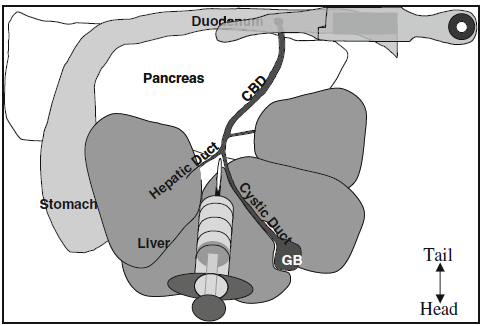 Duodenum
Pancreas
CBD
Hepatic Duct
Stomach
Cystic Duct
Liver
GB
Tail
Head